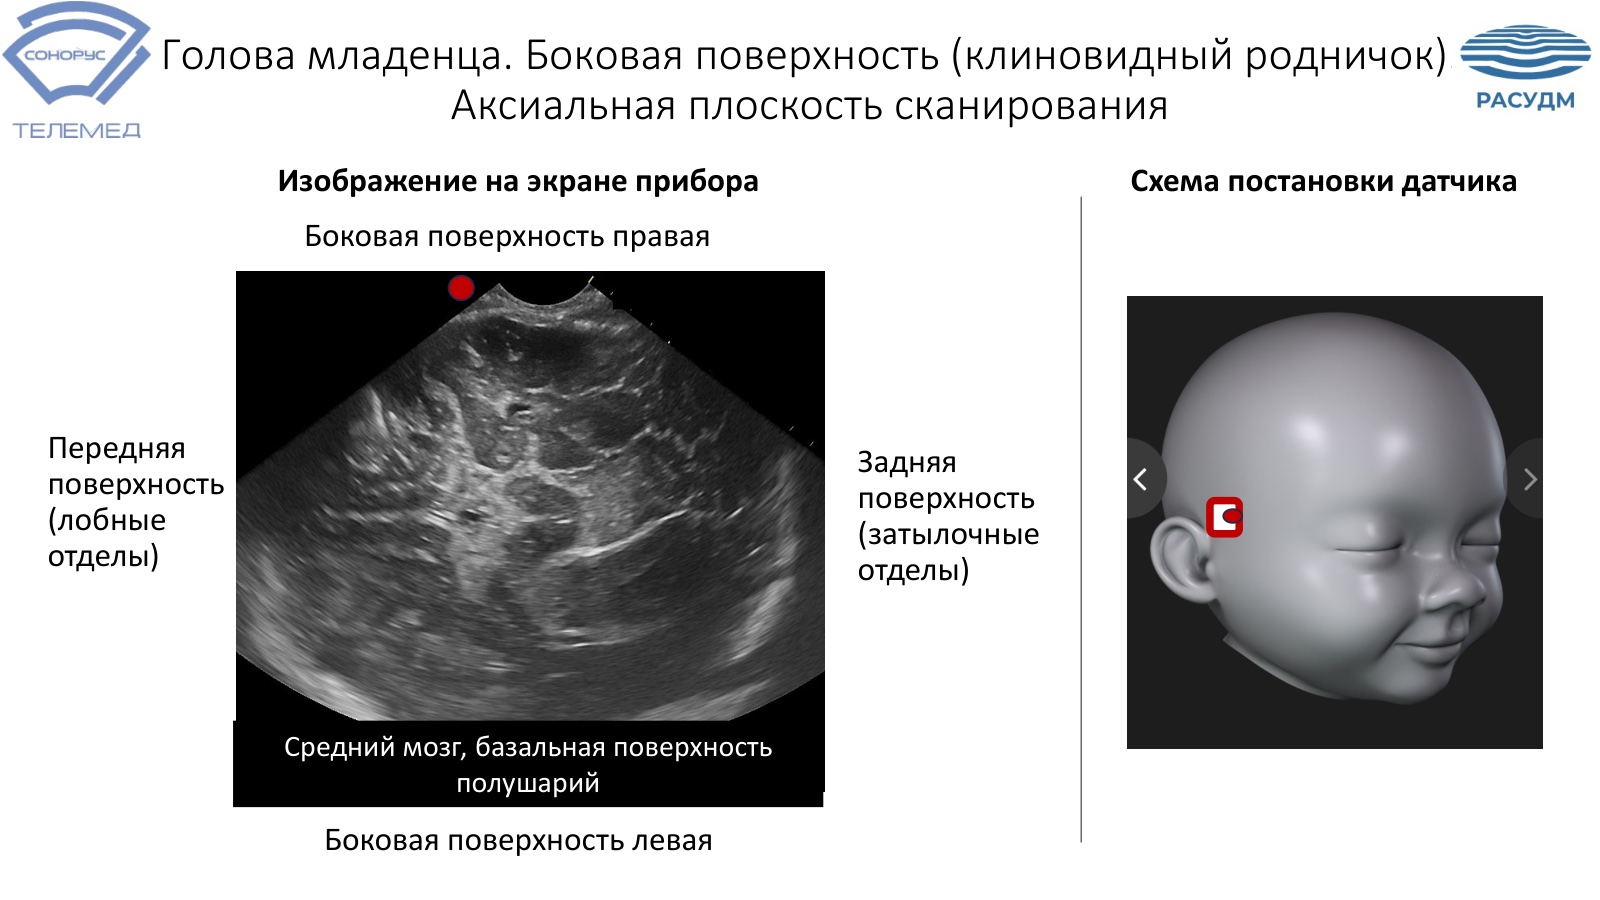 СОНОРУС
ТЕЛЕМЕД
Голова младенца. Боковая поверхность (клиновидный родничок).
Аксиальная плоскость сканирования
РАСУДМ
Изображение на экране прибора
Схема постановки датчика
Боковая поверхность правая
Передняя
поверхность
(лобные
отделы)
Задняя
поверхность
(затылочные
отделы)
Средний мозг, базальная поверхность
полушарий
Боковая поверхность левая